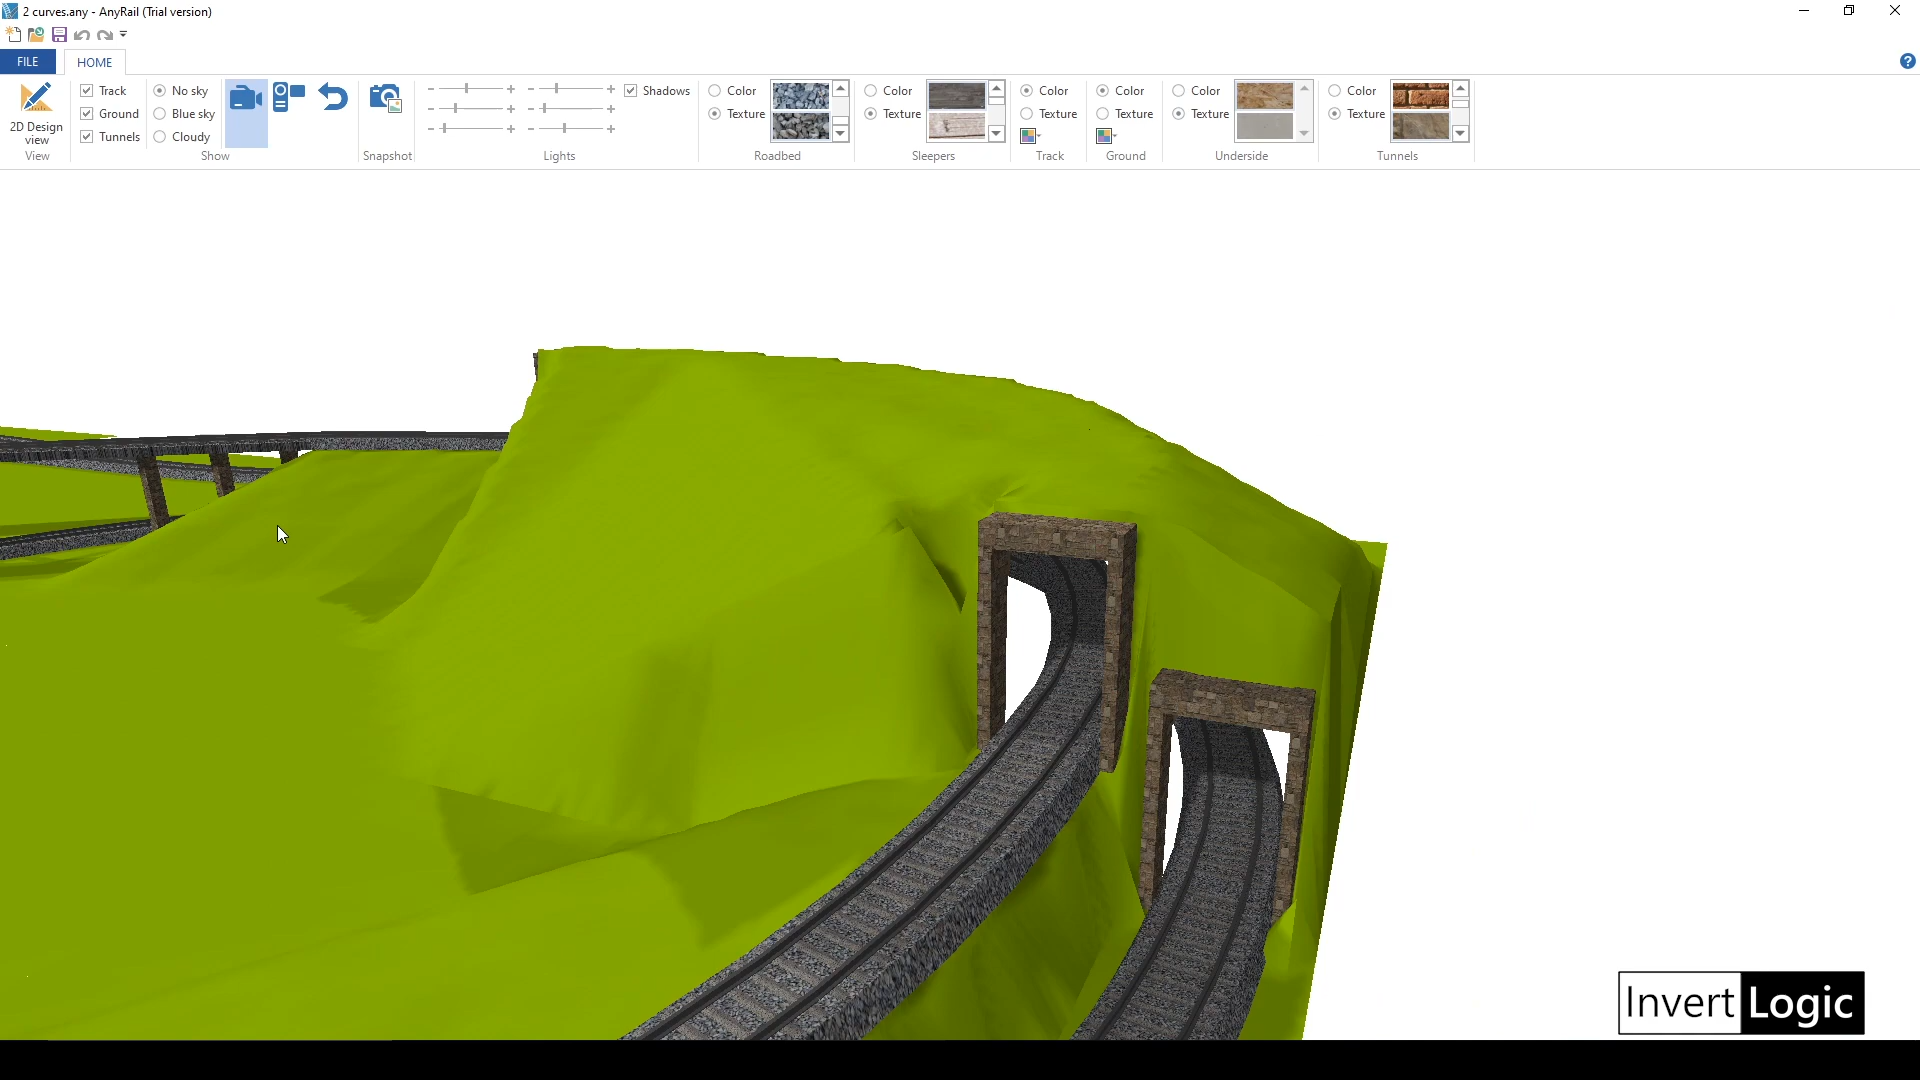 2 curves.any - AnyRail (Trial version)
FILE
HOME
2D Design
view
View
Track
Ground
Tunnels
No sky
Blue sky
Cloudy
Show
Snapshot
Shadows
Lights
Color
Texture
Roadbed
Color
Texture
Sleepers
Color
Texture
Track
Color
Texture
Ground
Color
Texture
Underside
Color
Texture
Tunnels
Invert Logic